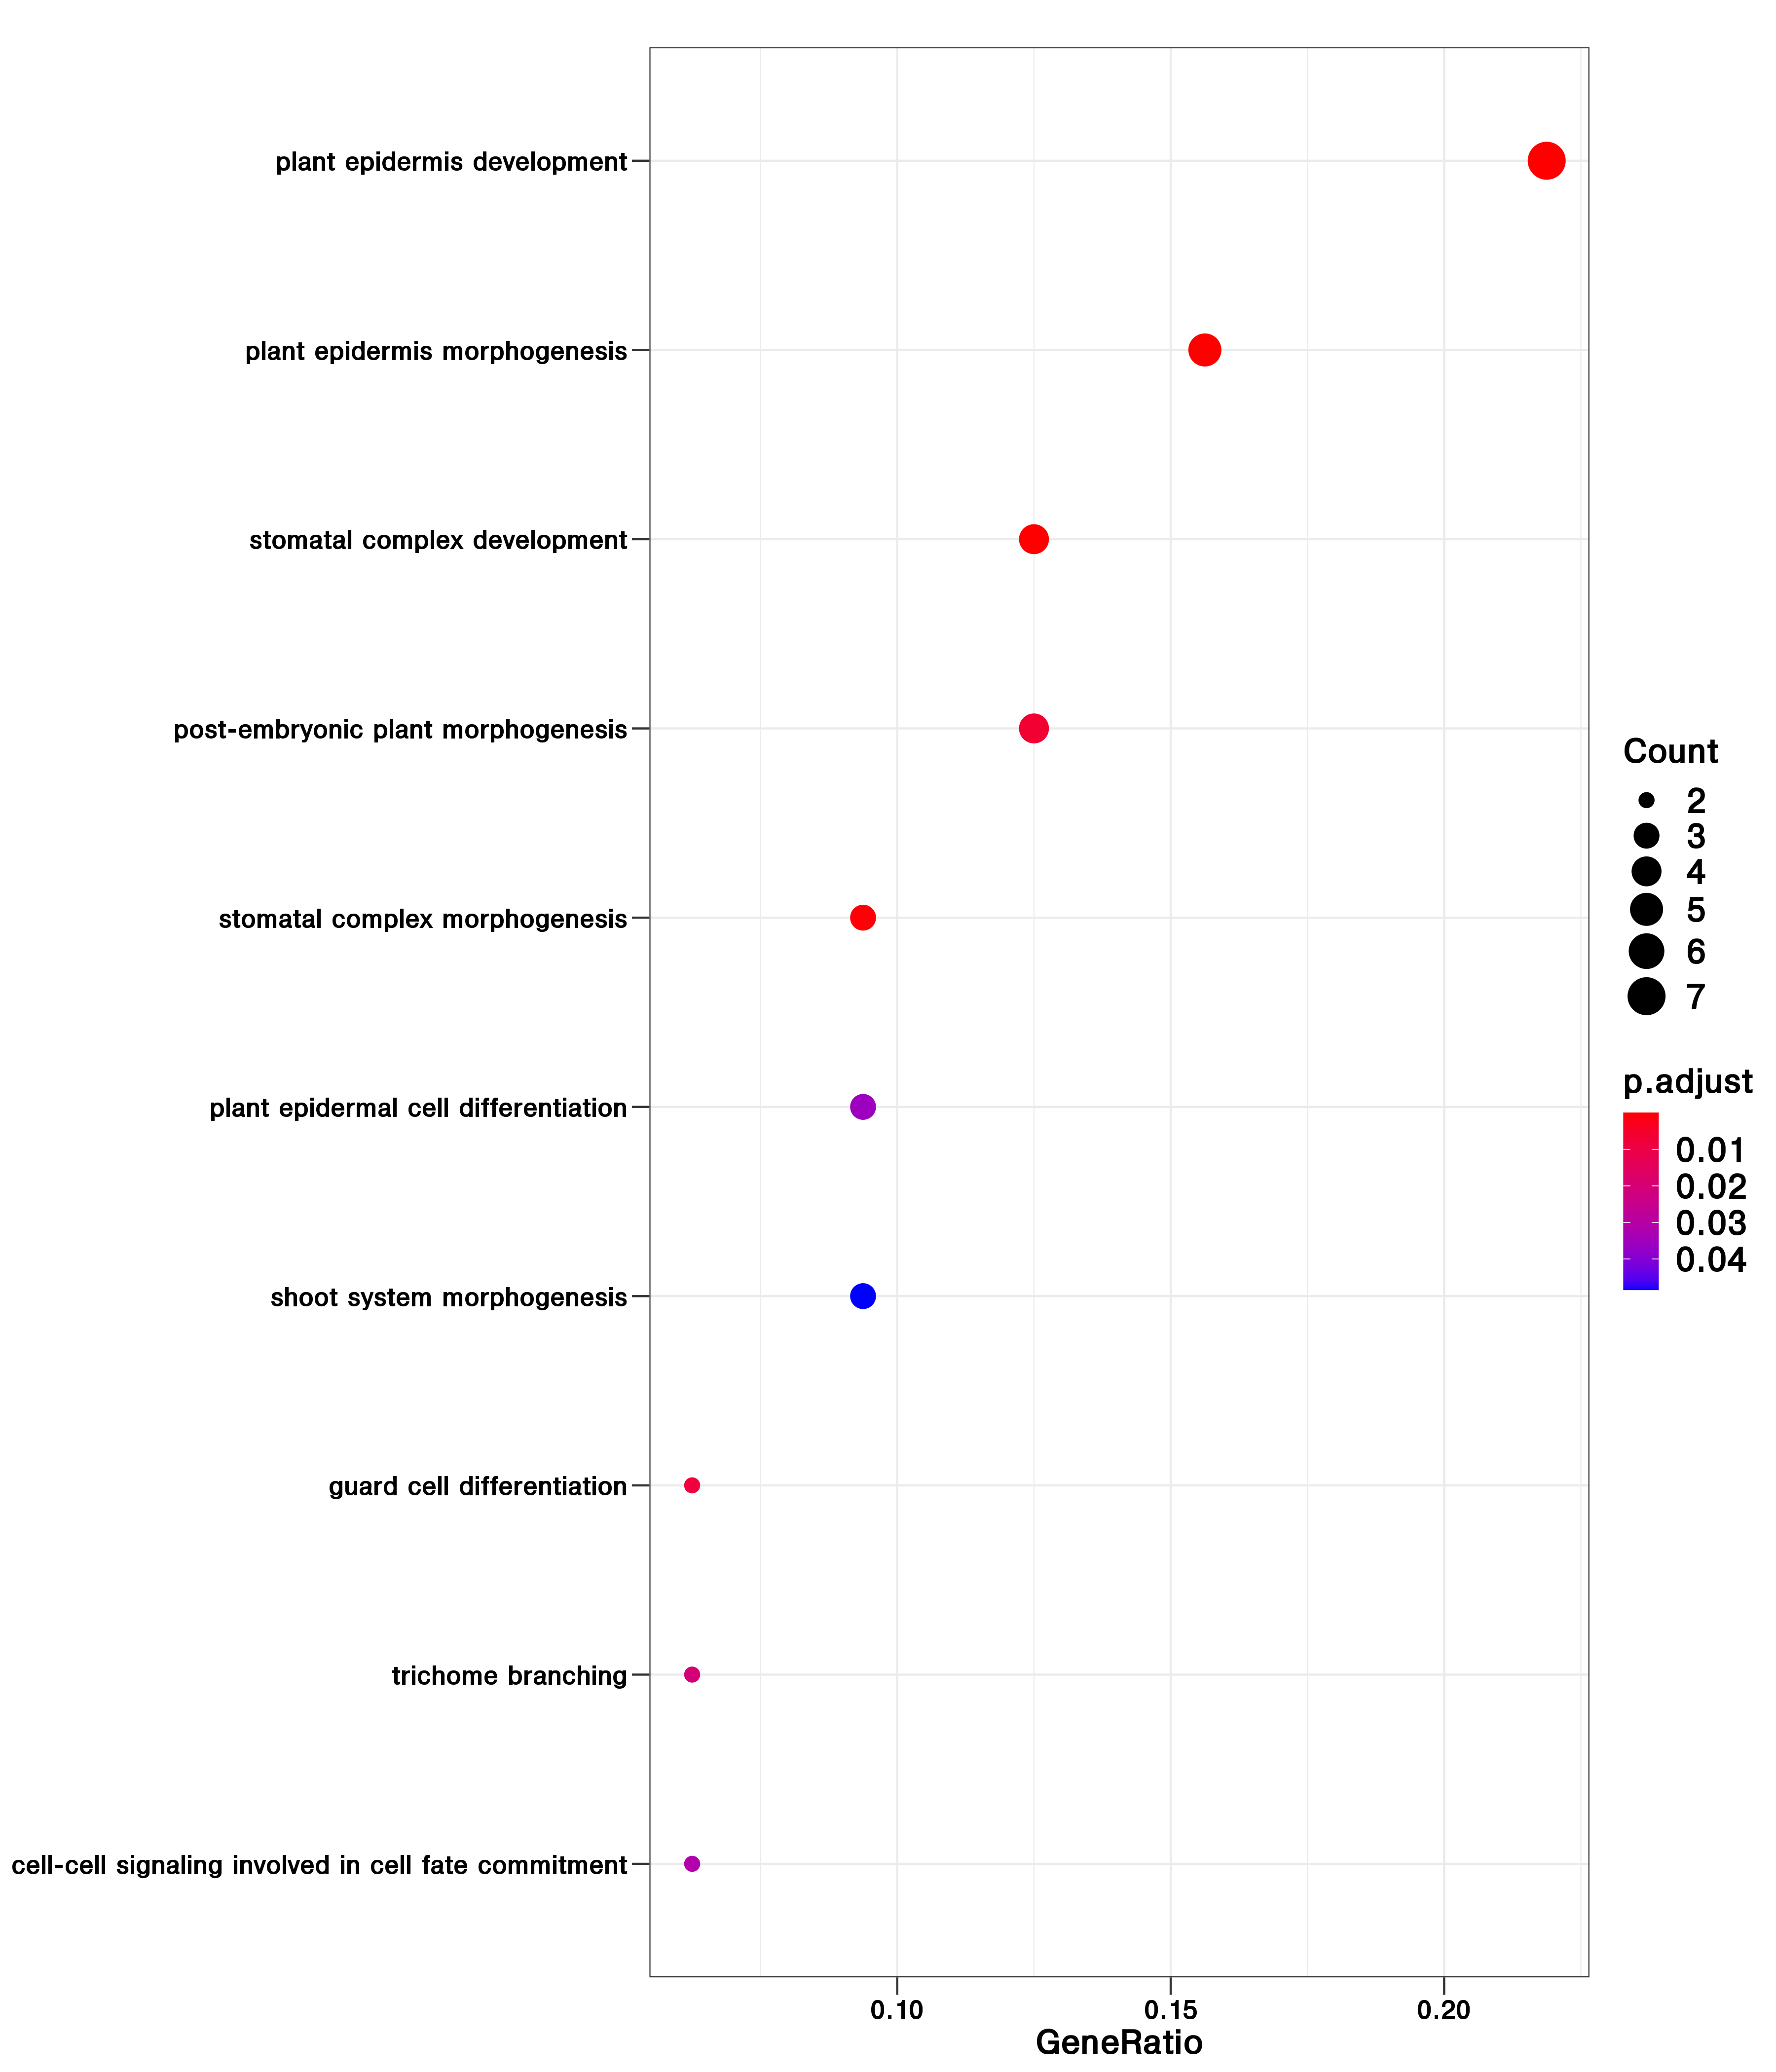 plant epidermis development
plant epidermis morphogenesis
stomatal complex development
post-embryonic plant morphogenesis
stomatal complex morphogenesis
plant epidermal cell differentiation
shoot system morphogenesis
guard cell differentiation
trichome branching
cell-cell signaling involved in cell fate commitment
0.10 0.15 0.20
GeneRatio
Count
2
3
4
5
6
7
p.adjust
0.01
0.02
0.03
0.04